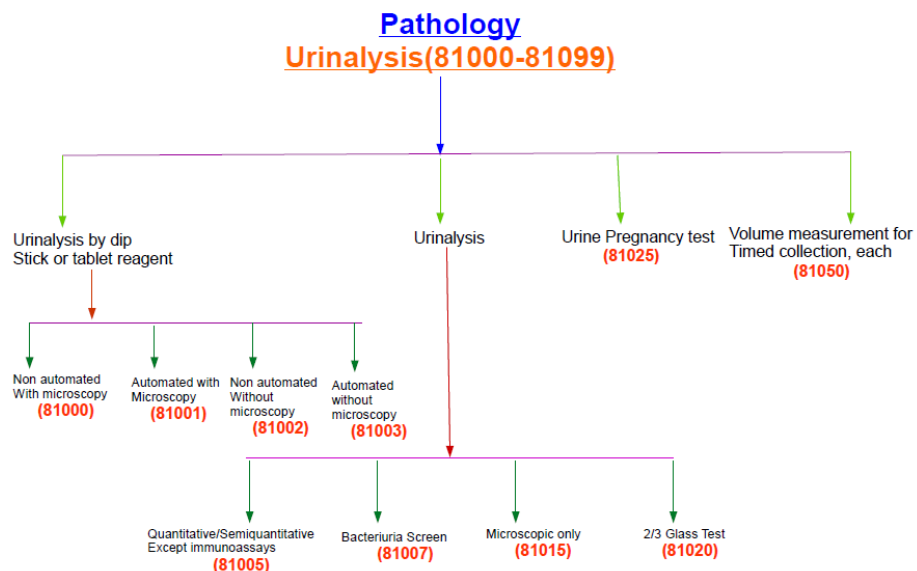 Pathology
Urinalysis(81000-81099)
Urinalysis by dip
Stick or tablet reagent
Urinalysis
Urine Pregnancy test
(81025)
Volume measurement for
Timed collection, each
(81050)
Non automated
With microscopy
(81000)
Automated with
Microscopy
(81001)
Non automated
Without
microscopy
(81002)
Automated
without
microscopy
(81003)
Quantitative/Semiquantitative
Except immunoassays
(81005)
Bacteriuria Screen
(81007)
Microscopic only
(81015)
2/3 Glass Test
(81020)